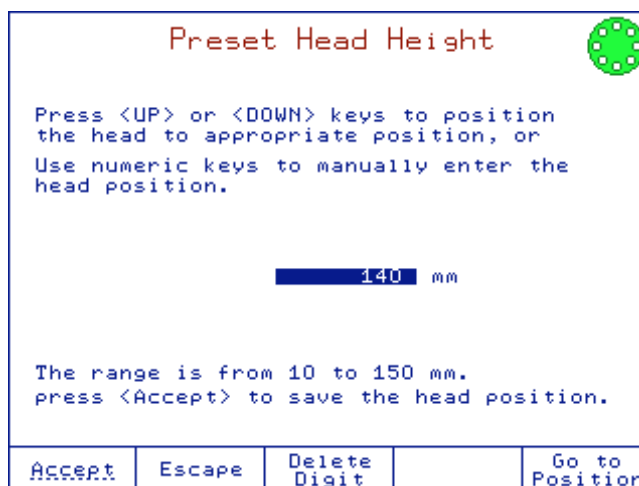 Preset Head Height
Press <UP> or <DOWN> keys to position
the head to appropriate position, or
Use numeric keys to manually enter the
head position.
140 mm
The range is from 10 to 150 mm.
press <Accept> to save the head position.
Accept
Escape
Delete
Digit
Go to
Position